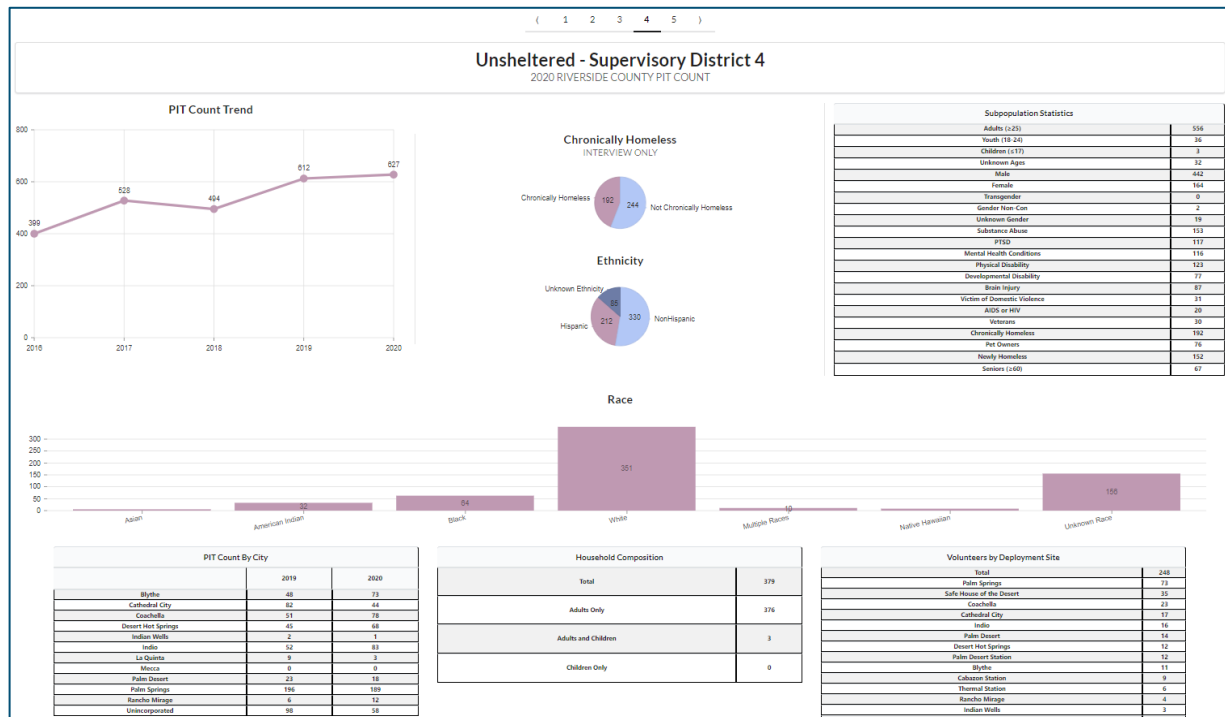 ( 1 2 3 4 5 )
Unsheltered - Supervisory District 4
2020 RIVERSIDE COUNTY PIT COUNT
PIT Count Trend
800
600
400
200
0
399
528
494
612
627
2016 2017 2018 2019 2020
Chronically Homeless
INTERVIEW ONLY
Chronically Homeless 192 244 Not Chronically Homeless
Ethnicity
Unknown Ethnicity 85
Hispanic 212 330 NonHispanic
Subpopulation Statistics
Adults (≥25) 556
Youth (18-24) 36
Children (≤17) 3
Unknown Ages 32
Male 442
Female 164
Transgender 0
Gender Non-Con 2
Unknown Gender 19
Substance Abuse 153
PTSD 117
Mental Health Conditions 116
Physical Disability 123
Developmental Disability 77
Brain Injury 87
Victim of Domestic Violence 31
AIDS or HIV 20
Veterans 30
Chronically Homeless 192
Pet Owners 76
Newly Homeless 152
Seniors (≥60) 67
Race
300
250
200
150
100
50
0
32 64 351 10 156
Asian American Indian Black White Multiple Races Native Hawaiian Unknown Race
PIT Count By City
2019 2020
Blythe 48 73
Cathedral City 82 44
Coachella 51 78
Desert Hot Springs 45 68
Indian Wells 2 1
Indio 52 83
La Quinta 9 3
Mecca 0 0
Palm Desert 23 18
Palm Springs 196 189
Rancho Mirage 6 12
Unincorporated 98 58
Household Composition
Total 379
Adults Only 376
Adults and Children 3
Children Only 0
Volunteers by Deployment Site
Total 248
Palm Springs 73
Safe House of the Desert 35
Coachella 23
Cathedral City 17
Indio 16
Palm Desert 14
Desert Hot Springs 12
Palm Desert Station 12
Blythe 11
Cabazon Station 9
Thermal Station 6
Rancho Mirage 4
Indian Wells 3